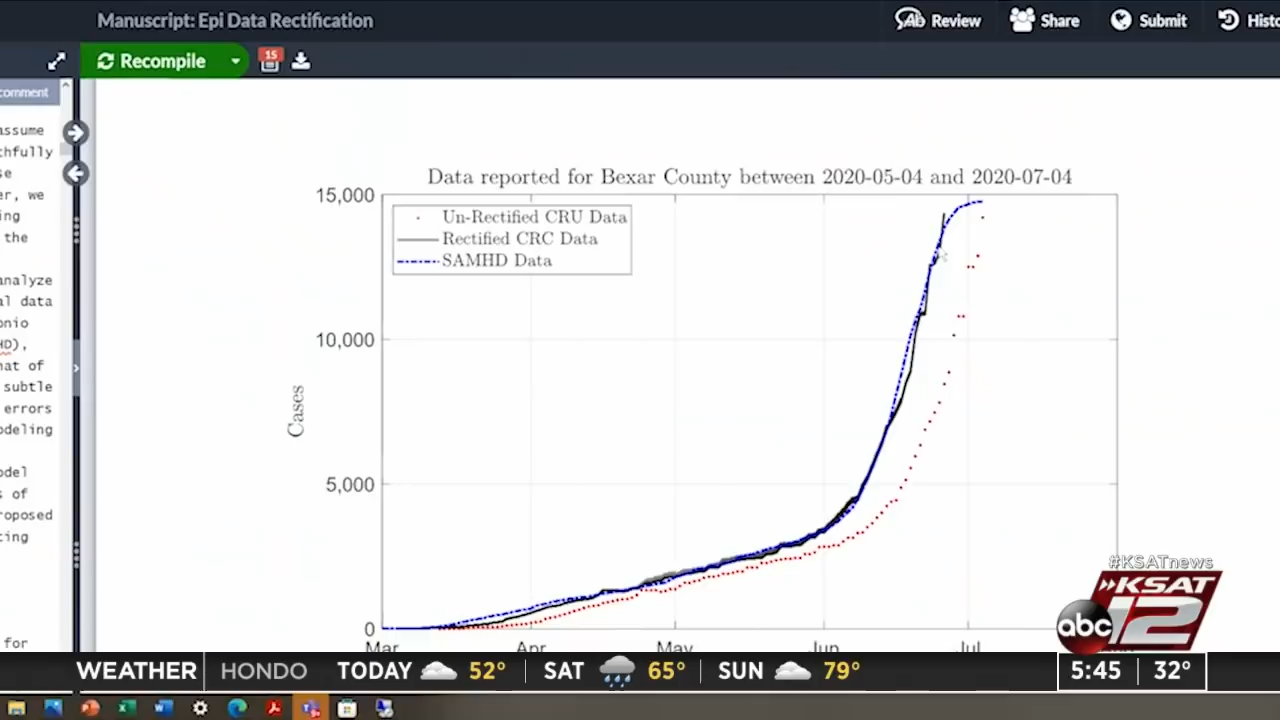 Manuscript: Epi Data Rectification
Review
Share
Submit
Recompile
15
comment
Data reported for Bexar County between 2020-05-04 and 2020-07-04
15,000
10,000
5,000
0
Cases
Un-Rectified CRU Data
Rectified CRC Data
SAMHD Data
Mar
Apr
May
Jun
Jul
assume
thfully
se
er, we
ing
the
analyze
al data
onio
HD),
hat of
subtle
errors
odeling
odel
s of
roposed
cing
for
#KSATnews
KSAT
abc 12
WEATHER HONDO TODAY 52° SAT 65° SUN 79° 5:45 32°